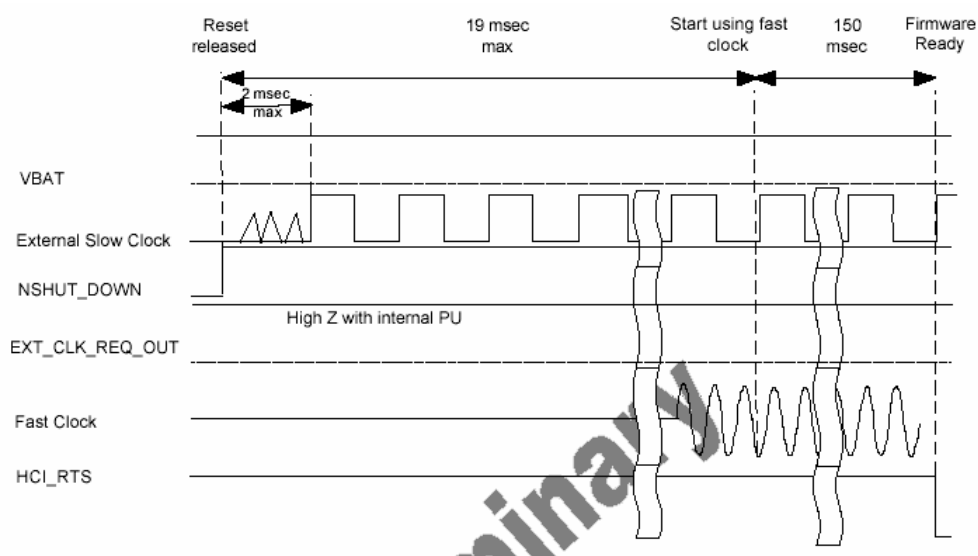 Reset
released
19 msec
max
Start using fast
clock
150
msec
Firmware
Ready
2 msec
max
VBAT
External Slow Clock
NSHUT_DOWN
High Z with internal PU
EXT_CLK_REQ_OUT
Fast Clock
HCI_RTS
minary